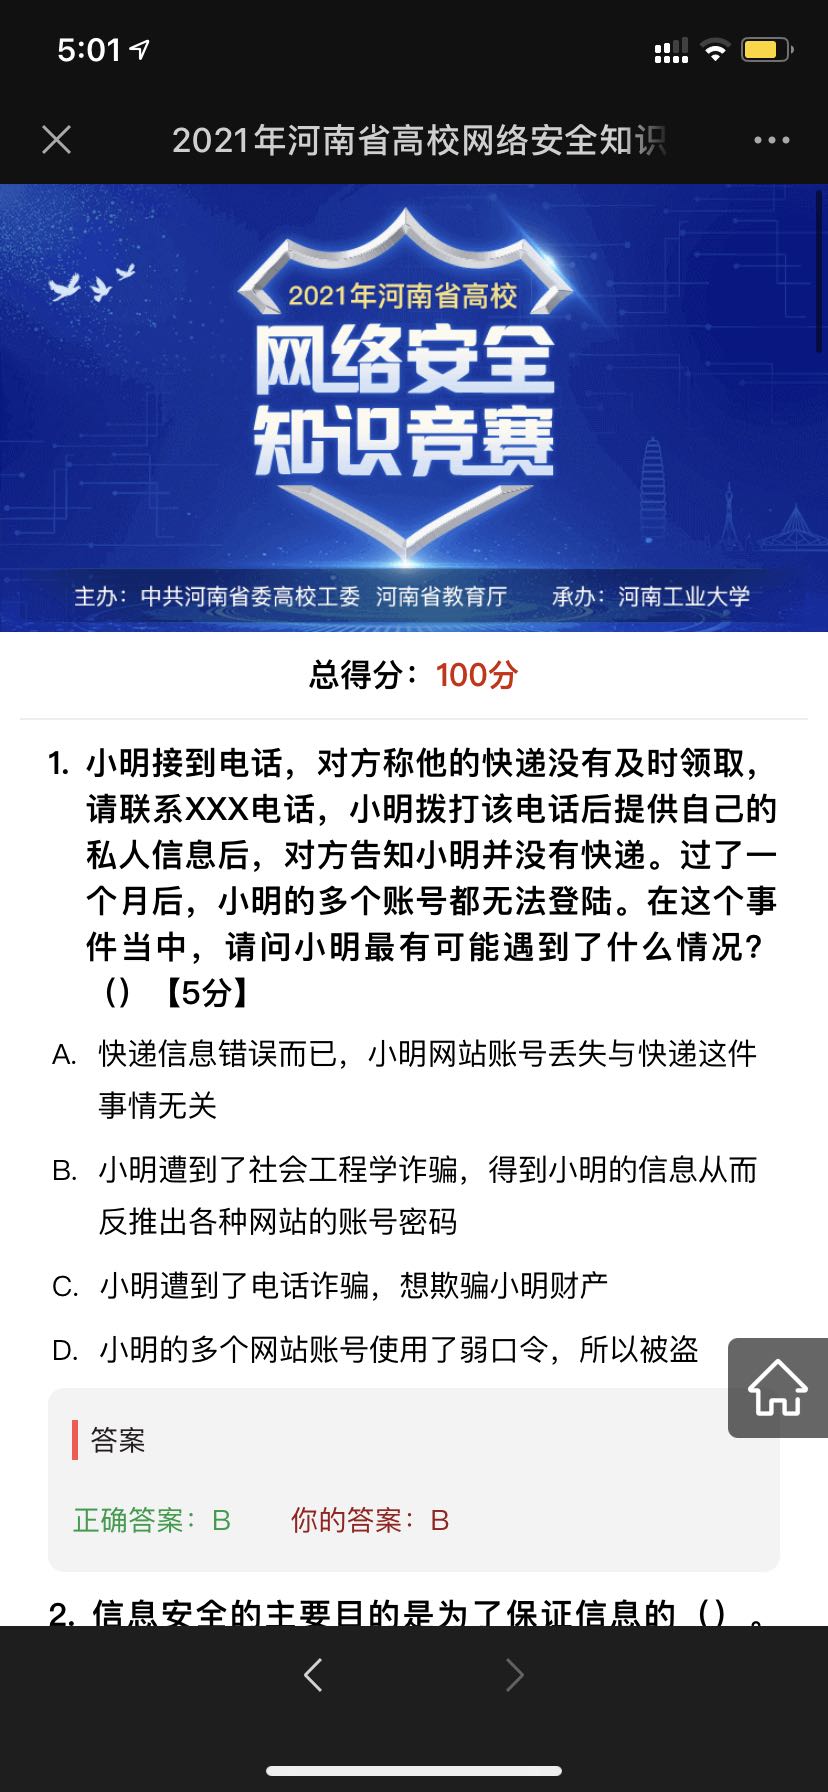 5:01
2021年河南省高校网络安全知识
2021年河南省高校
网络安全
知识竞赛
主办：中共河南省委高校工委 河南省教育厅 承办：河南工业大学
总得分：100分
1. 小明接到电话，对方称他的快递没有及时领取，
请联系XXX电话，小明拨打该电话后提供自己的
私人信息后，对方告知小明并没有快递。过了一
个月后，小明的多个账号都无法登陆。在这个事
件当中，请问小明最有可能遇到了什么情况？
（）【5分】
A. 快递信息错误而已，小明网站账号丢失与快递这件
事情无关
B. 小明遭到了社会工程学诈骗，得到小明的信息从而
反推出各种网站的账号密码
C. 小明遭到了电话诈骗，想欺骗小明财产
D. 小明的多个网站账号使用了弱口令，所以被盗
答案
正确答案：B 你的答案：B
2. 信息安全的主要目的是为了保证信息的（）。